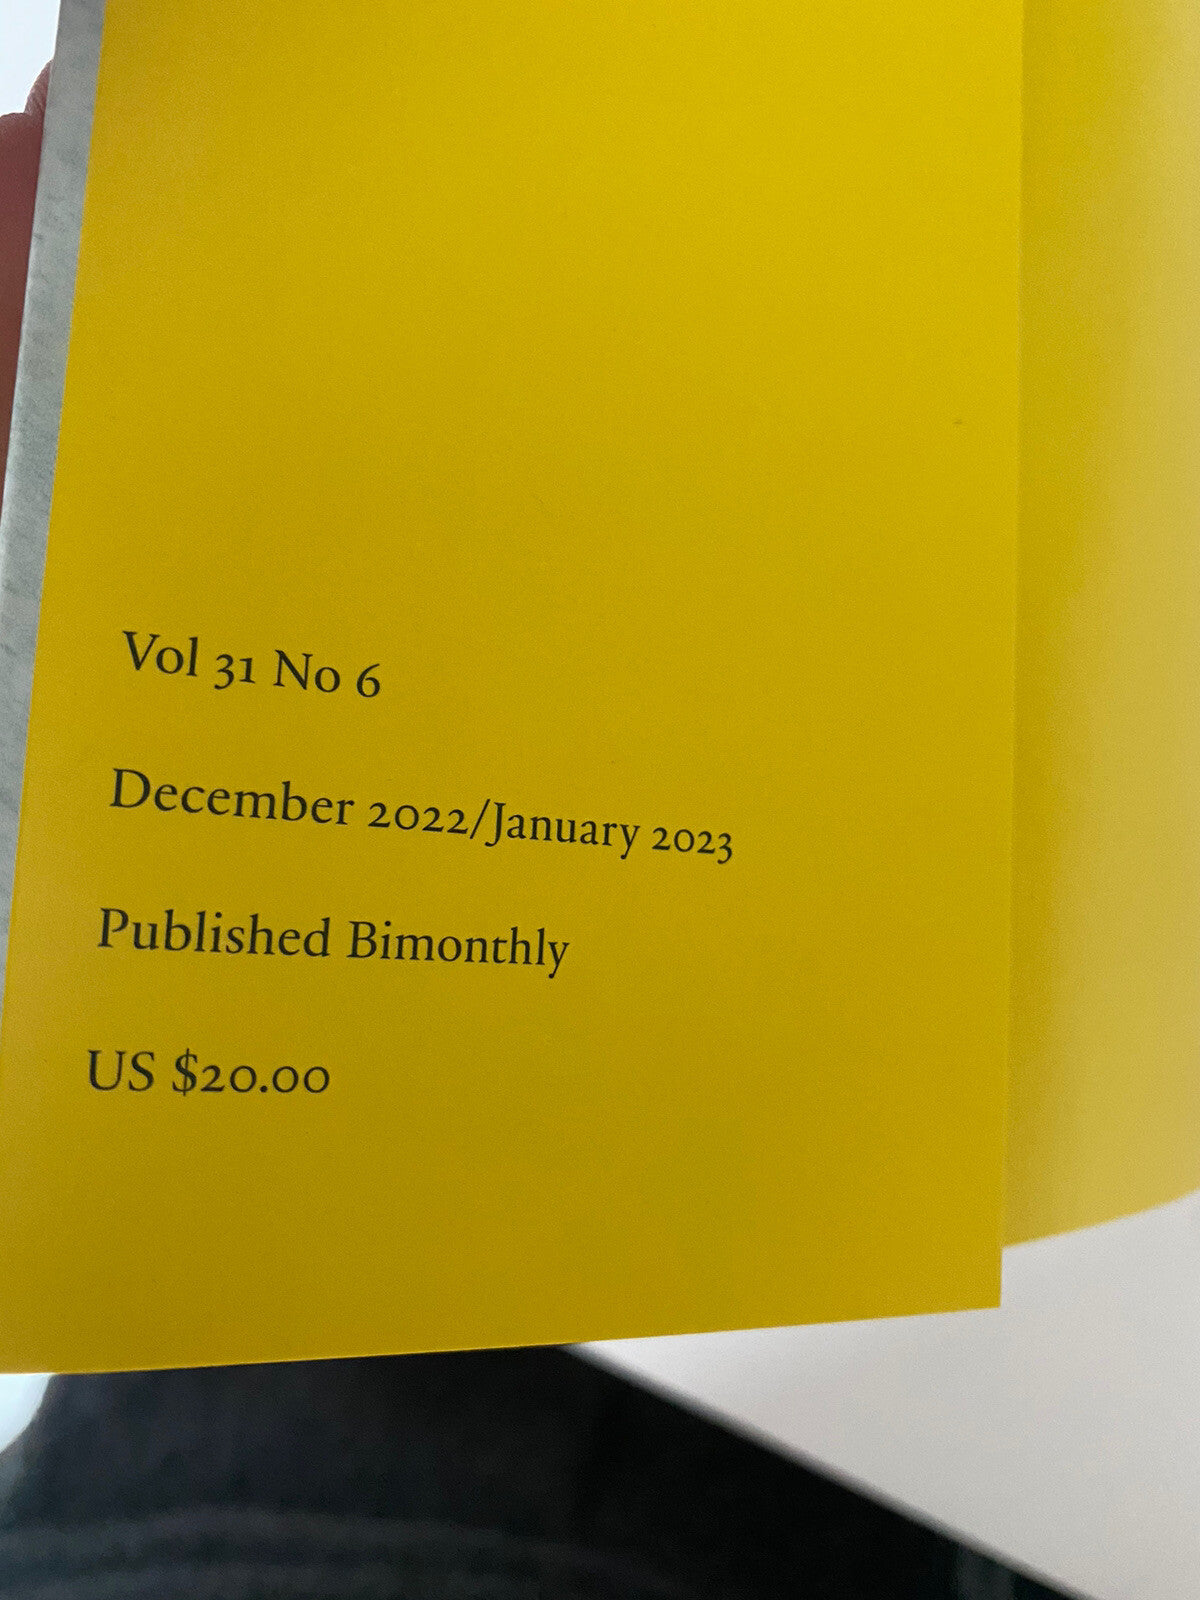 Vol 31 No 6
December 2022/January 2023
Published Bimonthly
US $20.00